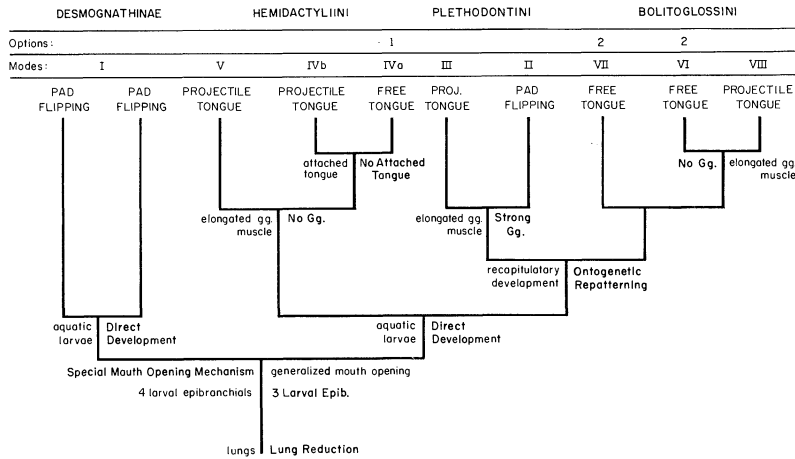 DESMOGNATHINAE HEMIDACTYLIINI PLETHODONTINI BOLITOGLOSSINI
Options: 1 2 2
Modes: I V IVb IVa III II VII VI VIII
PAD PAD PROJECTILE PROJECTILE FREE PROJ. PAD FREE FREE PROJECTILE
FLIPPING FLIPPING TONGUE TONGUE TONGUE TONGUE FLIPPING TONGUE TONGUE TONGUE
attached No Attached No Gg. elongated gg.
tongue Tangue muscle
elongated gg. No Gg. elongated gg. Strong
muscle muscle Gg.
recapitulatory Ontogenetic
development Repatterning
aquatic Direct aquatic Direct
larvae Development larvae Development
Special Mouth Opening Mechanism generalized mouth opening
4 larval epibranchials 3 Larval Epib.
lungs Lung Reduction